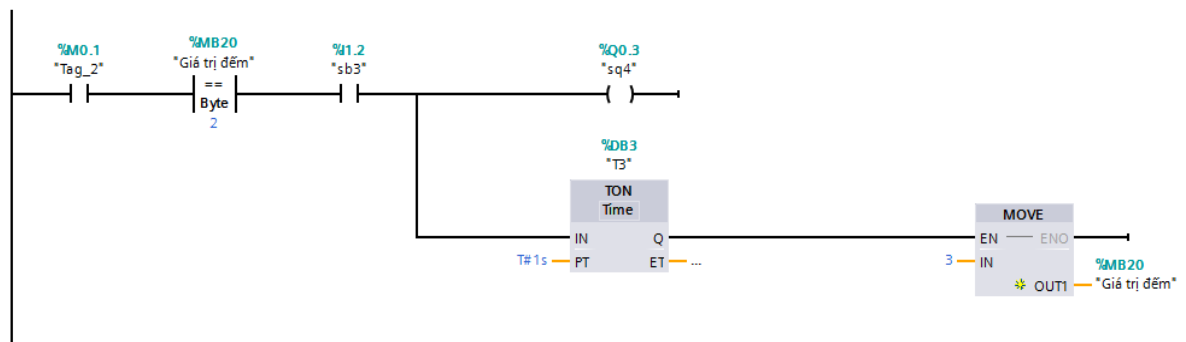 %M0.1
"Tag_2"
%MB20
"Giá trị đếm"
==
Byte
2
%I1.2
"sb3"
%Q0.3
"sq4"
%DB3
"T3"
TON
Time
IN
Q
T#1s
PT
ET
...
MOVE
EN
ENO
3
IN
OUT1
%MB20
"Giá trị đếm"